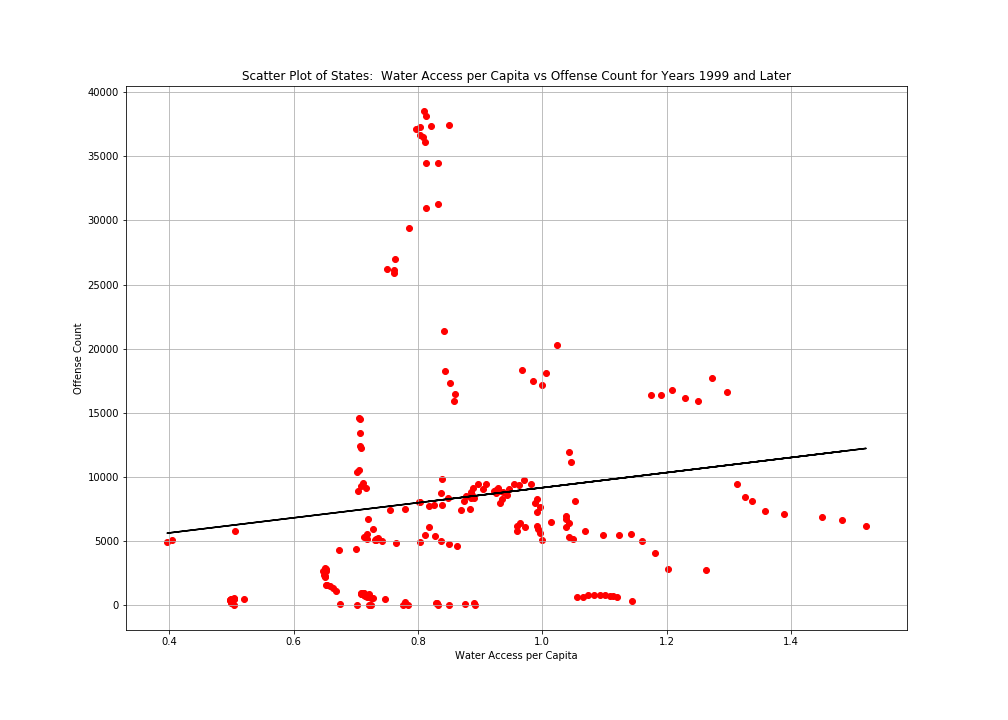 Scatter Plot of States:  Water Access per Capita vs Offense Count for Years 1999 and Later
Offense Count
40000
35000
30000
25000
20000
15000
10000
5000
0
0.4 0.6 0.8 1.0 1.2 1.4
Water Access per Capita